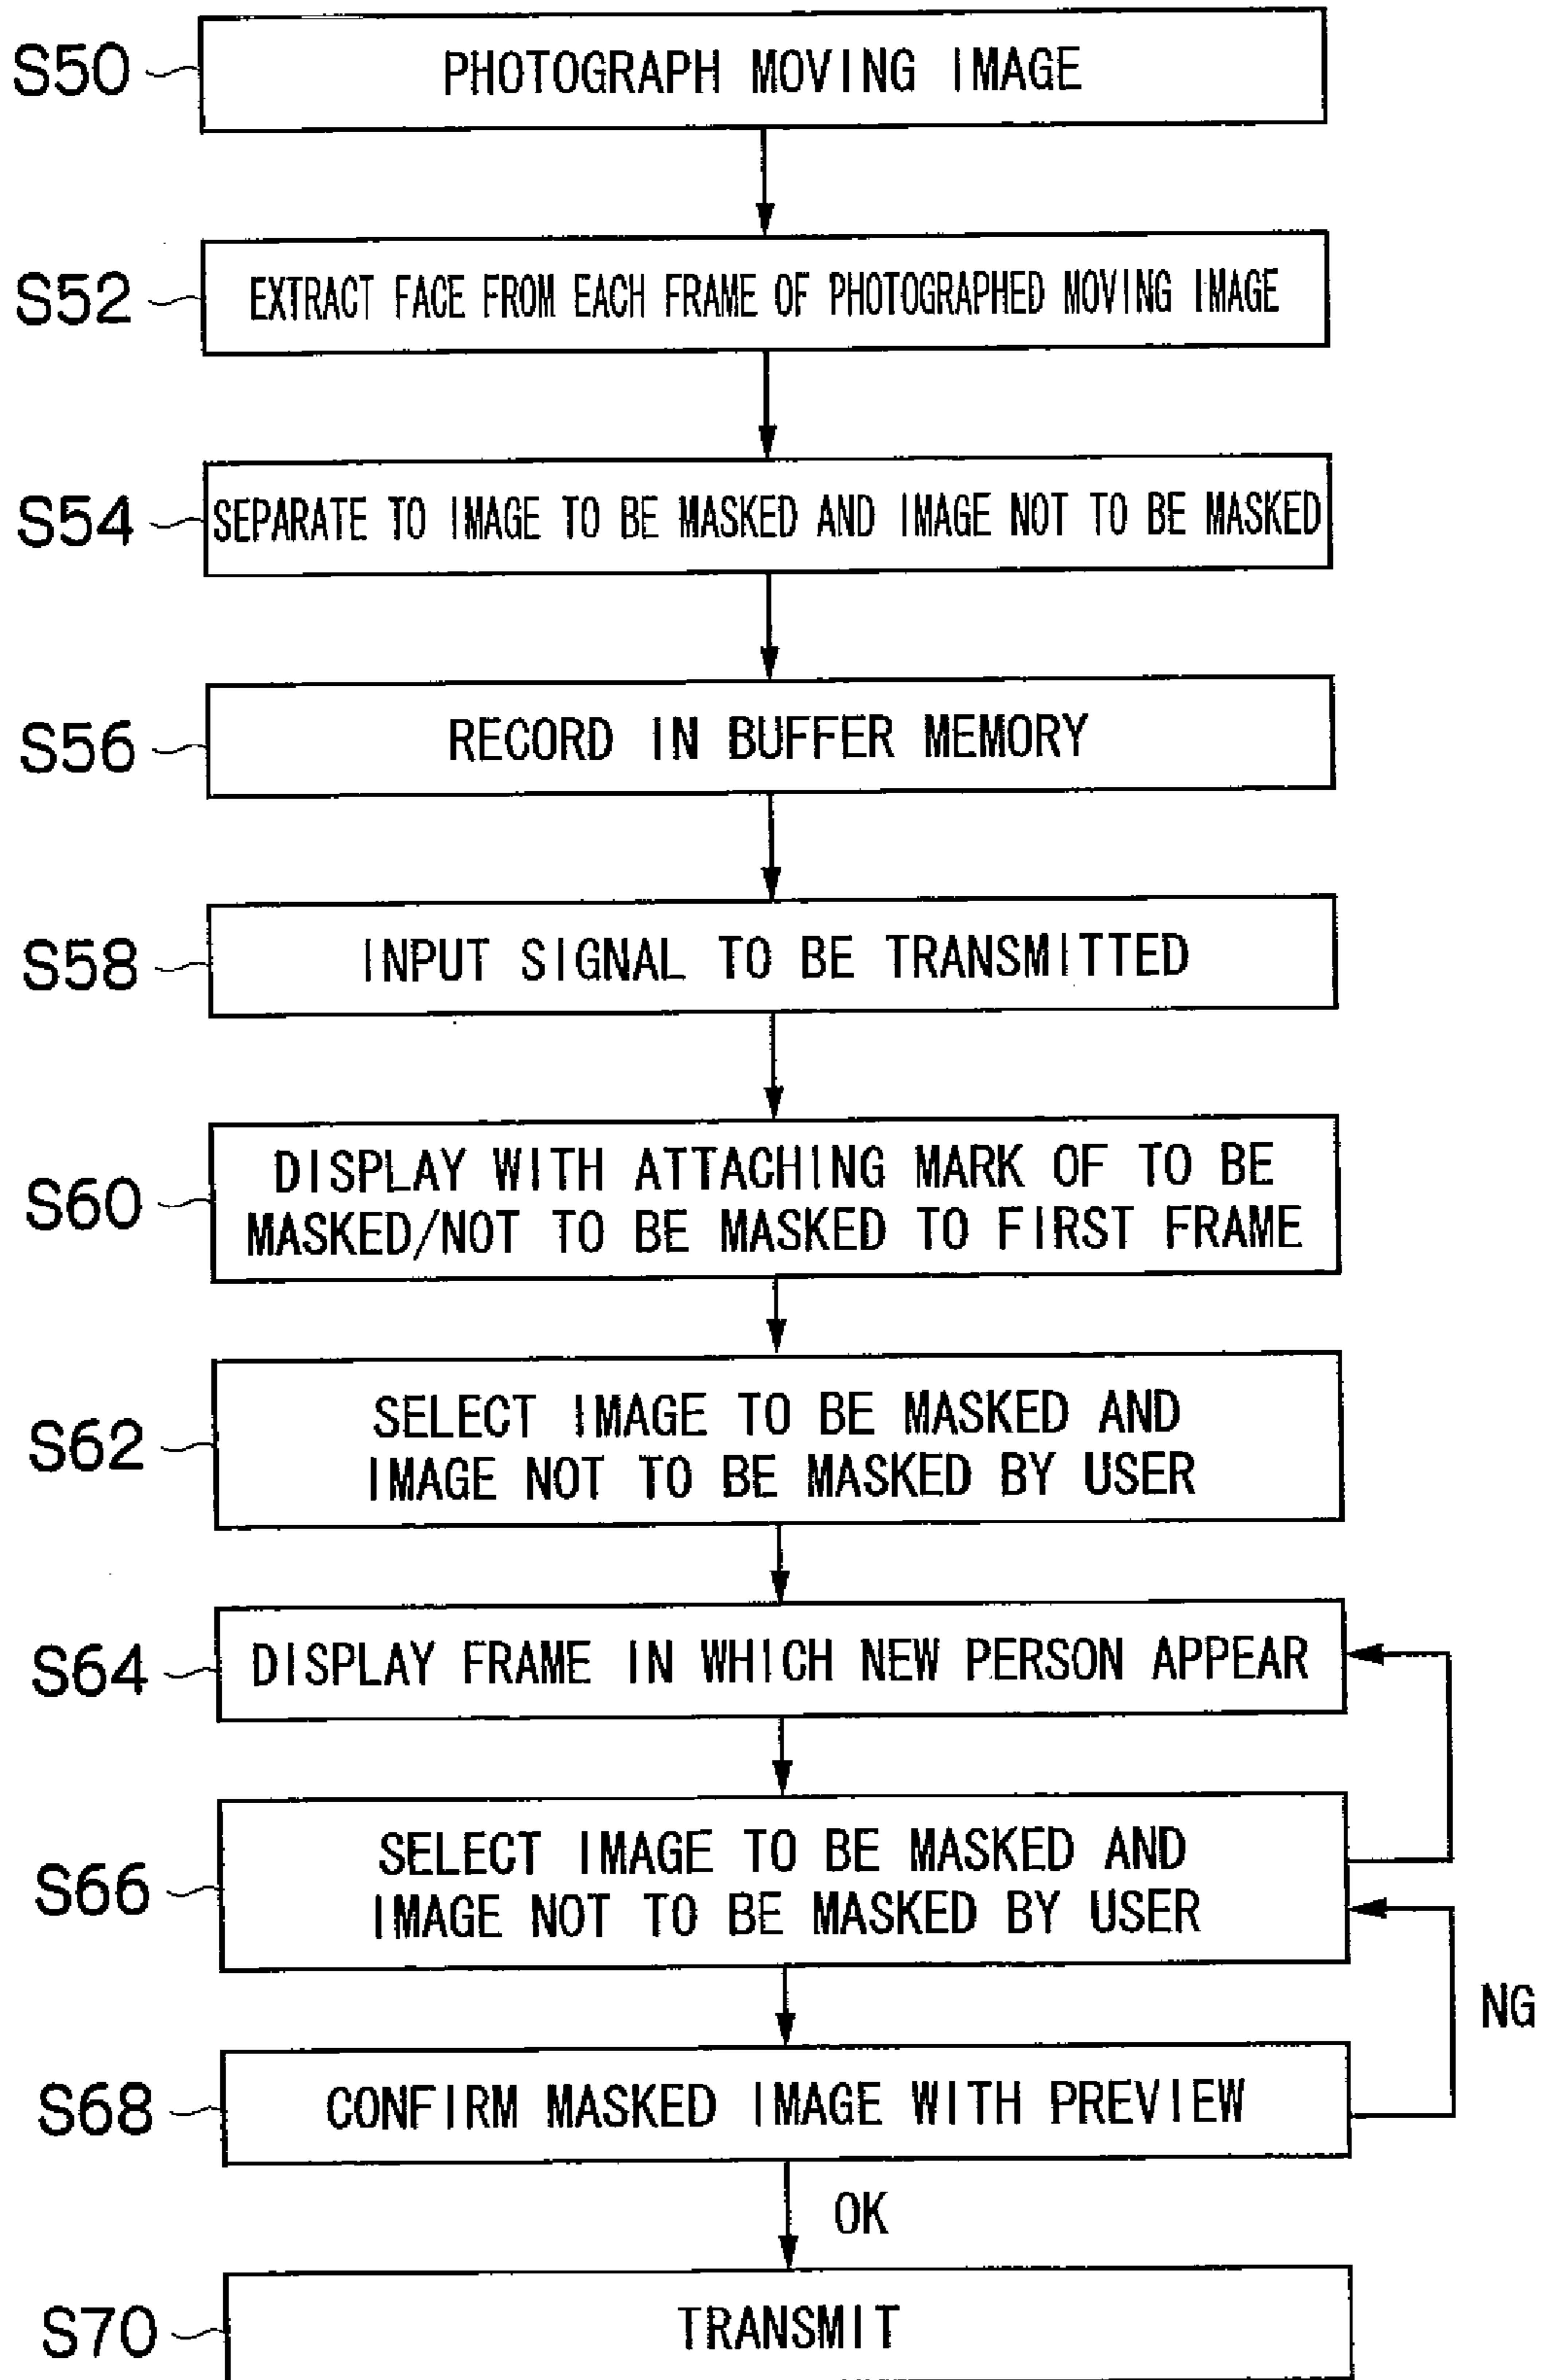 S50
PHOTOGRAPH MOVING IMAGE
S52
EXTRACT FACE FROM EACH FRAME OF PHOTOGRAPHED MOVING IMAGE
S54
SEPARATE TO IMAGE TO BE MASKED AND IMAGE NOT TO BE MASKED
S56
RECORD IN BUFFER MEMORY
S58
INPUT SIGNAL TO BE TRANSMITTED
S60
DISPLAY WITH ATTACHING MARK OF TO BE
MASKED/NOT TO BE MASKED TO FIRST FRAME
S62
SELECT IMAGE TO BE MASKED AND
IMAGE NOT TO BE MASKED BY USER
S64
DISPLAY FRAME IN WHICH NEW PERSON APPEAR
S66
SELECT IMAGE TO BE MASKED AND
IMAGE NOT TO BE MASKED BY USER
NG
S68
CONFIRM MASKED IMAGE WITH PREVIEW
OK
S70
TRANSMIT